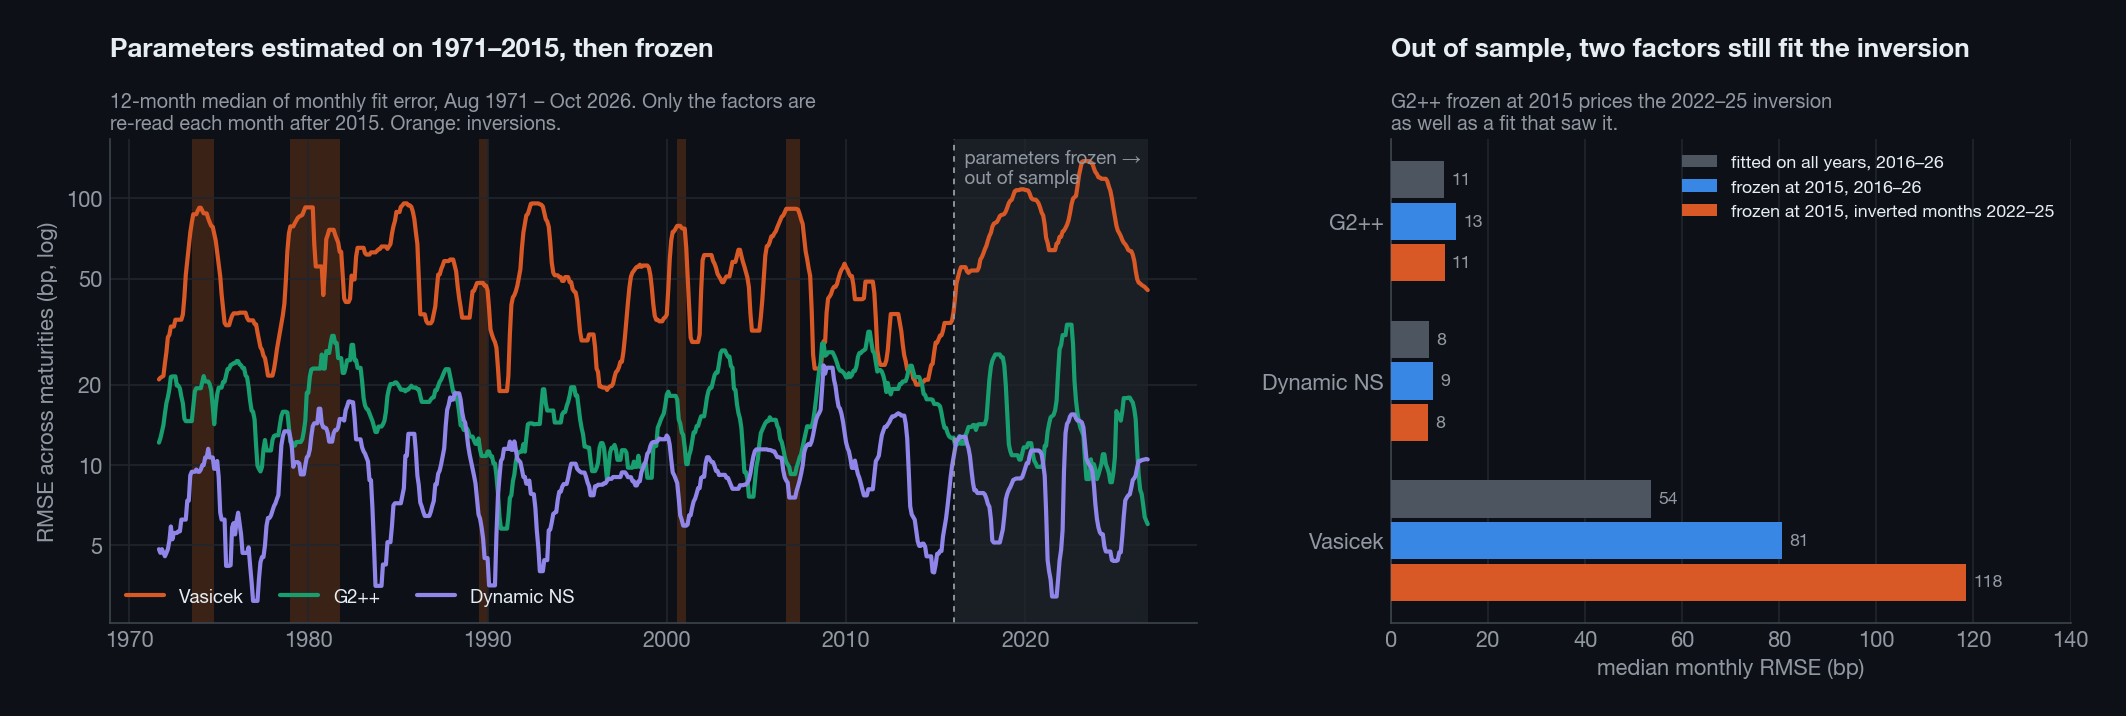 Parameters estimated on 1971–2015, then frozen
12-month median of monthly fit error, Aug 1971 – Oct 2026. Only the factors are
re-read each month after 2015. Orange: inversions.
RMSE across maturities (bp, log)
100
50
20
10
5
parameters frozen →
out of sample
Vasicek
G2++
Dynamic NS
1970
1980
1990
2000
2010
2020
Out of sample, two factors still fit the inversion
G2++ frozen at 2015 prices the 2022–25 inversion
as well as a fit that saw it.
fitted on all years, 2016–26
frozen at 2015, 2016–26
frozen at 2015, inverted months 2022–25
G2++
11
13
11
Dynamic NS
8
9
8
Vasicek
54
81
118
0
20
40
60
80
100
120
140
median monthly RMSE (bp)